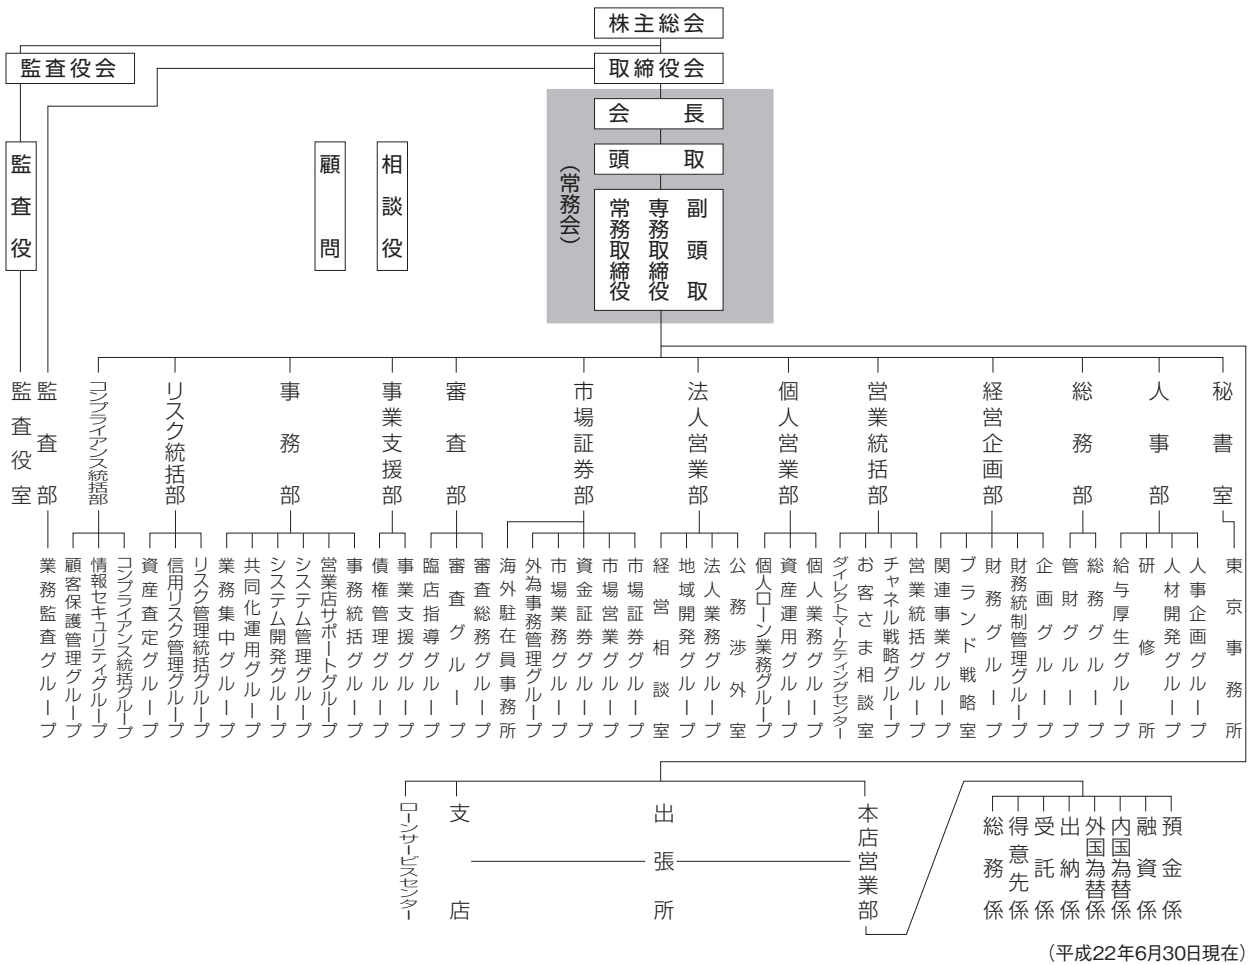 株主総会
監査役会
取締役会
会長
頭取
(常務会)
副頭取
専務取締役
常務取締役
相談役
顧問
監査役
秘書室
人事部
総務部
経営企画部
営業統括部
個人営業部
法人営業部
市場証券部
審査部
事業支援部
事務部
リスク統括部
コンプライアンス統括部
監査部
監査役室
東京事務所
人事企画グループ
人材開発グループ
研修所
給与厚生グループ
総務グループ
管財グループ
企画グループ
財務統制管理グループ
財務グループ
ブランド戦略室
関連事業グループ
営業統括グループ
チャネル戦略グループ
お客さま相談室
ダイレクトマーケティングセンター
個人業務グループ
資産運用グループ
個人ローン業務グループ
公務渉外室
法人業務グループ
地域開発グループ
経営相談室
市場証券グループ
市場営業グループ
資金証券グループ
市場業務グループ
外為事務管理グループ
海外駐在員事務所
審査総務グループ
審査グループ
臨店指導グループ
事業支援グループ
債権管理グループ
事務統括グループ
営業店サポートグループ
システム管理グループ
システム開発グループ
共同化運用グループ
業務集中グループ
リスク管理統括グループ
信用リスク管理グループ
資産査定グループ
コンプライアンス統括グループ
情報セキュリティグループ
顧客保護管理グループ
業務監査グループ
本店営業部
出張所
支店
ローンサービスセンター
預金係
融資係
内国為替係
外国為替係
出納係
受託係
得意先係
総務係
(平成22年6月30日現在)